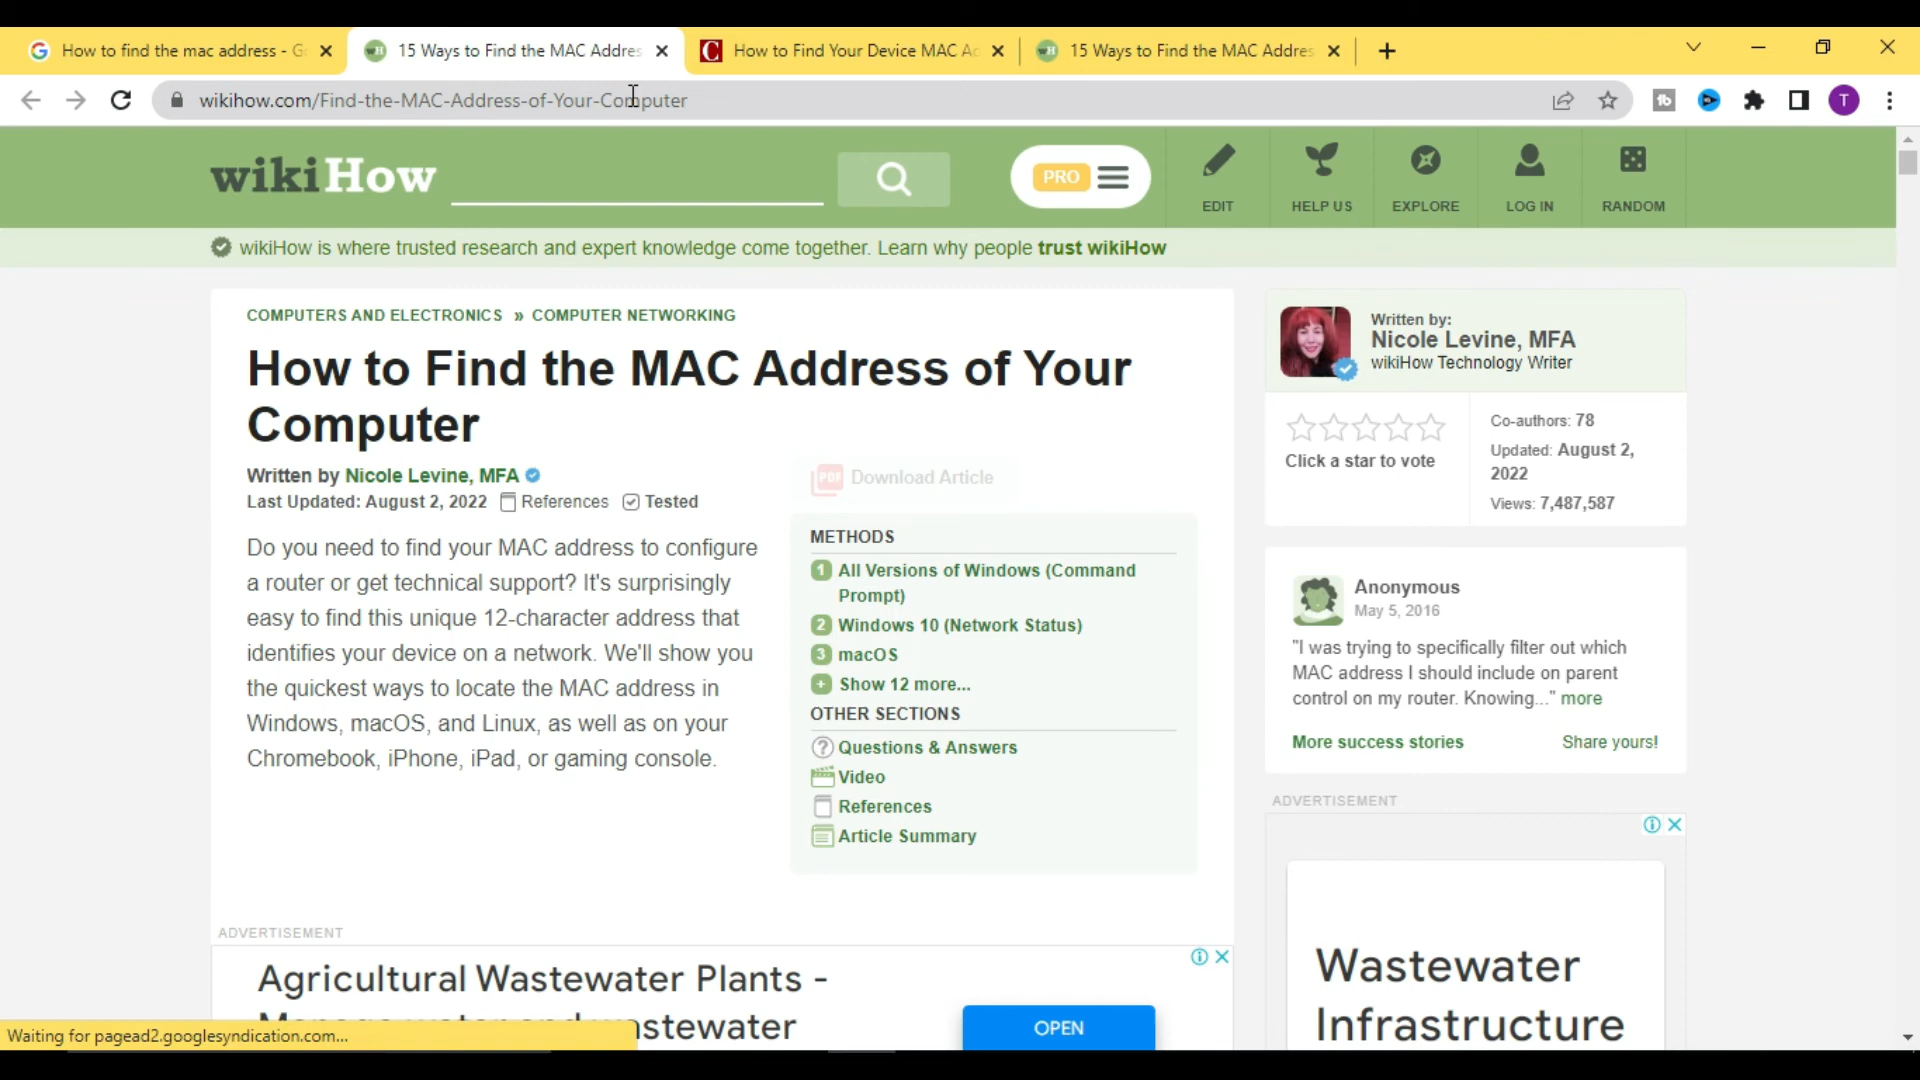 How to find the mac address - G
15 Ways to Find the MAC Addres
How to Find Your Device MAC A
15 Ways to Find the MAC Addres
wikihow.com/Find-the-MAC-Address-of-Your-Computer
T
wikiHow
PRO
EDIT
HELP US
EXPLORE
LOG IN
RANDOM
wikiHow is where trusted research and expert knowledge come together. Learn why people trust wikiHow
COMPUTERS AND ELECTRONICS » COMPUTER NETWORKING
How to Find the MAC Address of Your
Computer
Written by Nicole Levine, MFA
Last Updated: August 2, 2022 References Tested
Do you need to find your MAC address to configure
a router or get technical support? It's surprisingly
easy to find this unique 12-character address that
identifies your device on a network. We'll show you
the quickest ways to locate the MAC address in
Windows, macOS, and Linux, as well as on your
Chromebook, iPhone, iPad, or gaming console.
PDF Download Article
METHODS
1 All Versions of Windows (Command
Prompt)
2 Windows 10 (Network Status)
3 macOS
+ Show 12 more...
OTHER SECTIONS
Questions & Answers
Video
References
Article Summary
Written by:
Nicole Levine, MFA
wikiHow Technology Writer
Click a star to vote
Co-authors: 78
Updated: August 2,
2022
Views: 7,487,587
Anonymous
May 5, 2016
"I was trying to specifically filter out which
MAC address I should include on parent
control on my router. Knowing..." more
More success stories
Share yours!
ADVERTISEMENT
Wastewater
Infrastructure
ADVERTISEMENT
Agricultural Wastewater Plants -
wastewater
OPEN
Waiting for pagead2.googlesyndication.com...